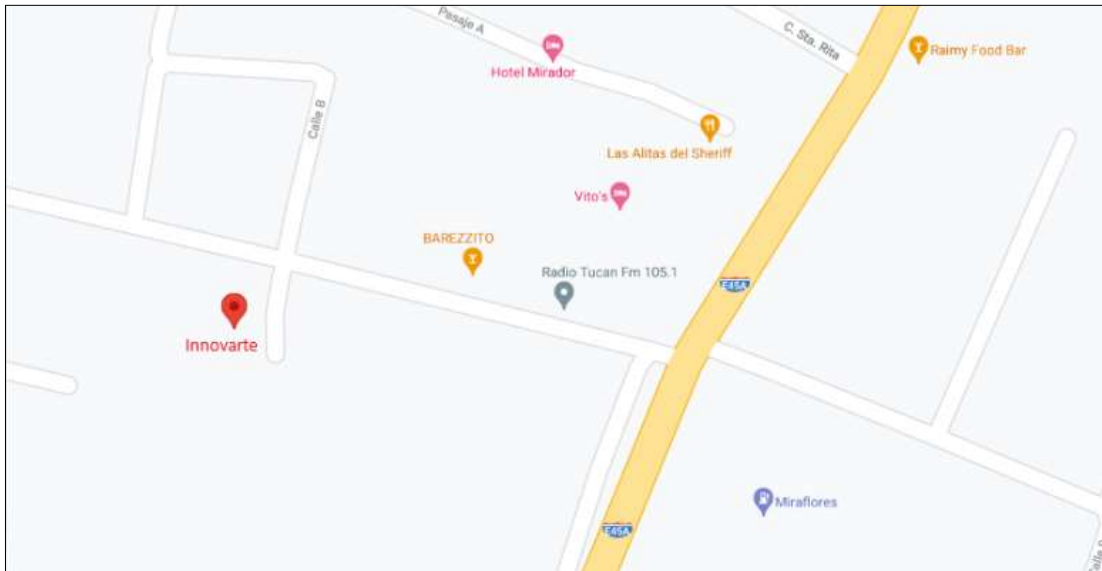 Pasaje A
C. Sta. Rita
Raimy Food Bar
Hotel Mirador
Calle B
Las Alitas del Sheriff
Vito's
BAREZZITO
Radio Tucan Fm 105.1
E45A
Innovarte
Miraflores
E45A